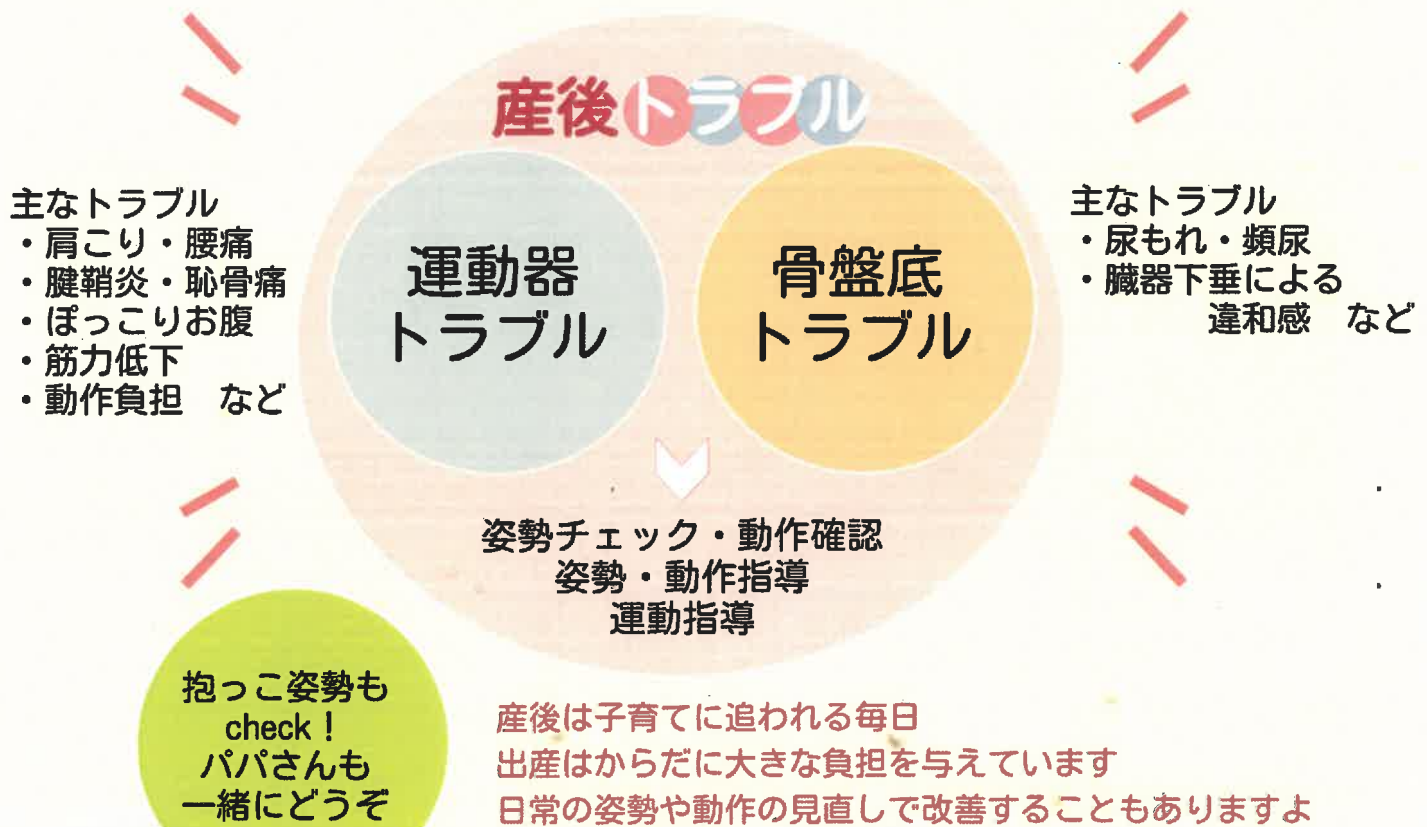 産後トラブル
主なトラブル
・肩こり・腰痛
・腱鞘炎・恥骨痛
・ぽっこりお腹
・筋力低下
・動作負担　など
運動器
トラブル
骨盤底
トラブル
主なトラブル
・尿もれ・頻尿
・臓器下垂による
違和感　など
姿勢チェック・動作確認
姿勢・動作指導
運動指導
抱っこ姿勢も
check！
パパさんも
一緒にどうぞ
産後は子育てに追われる毎日
出産はからだに大きな負担を与えています
日常の姿勢や動作の見直しで改善することもありますよ